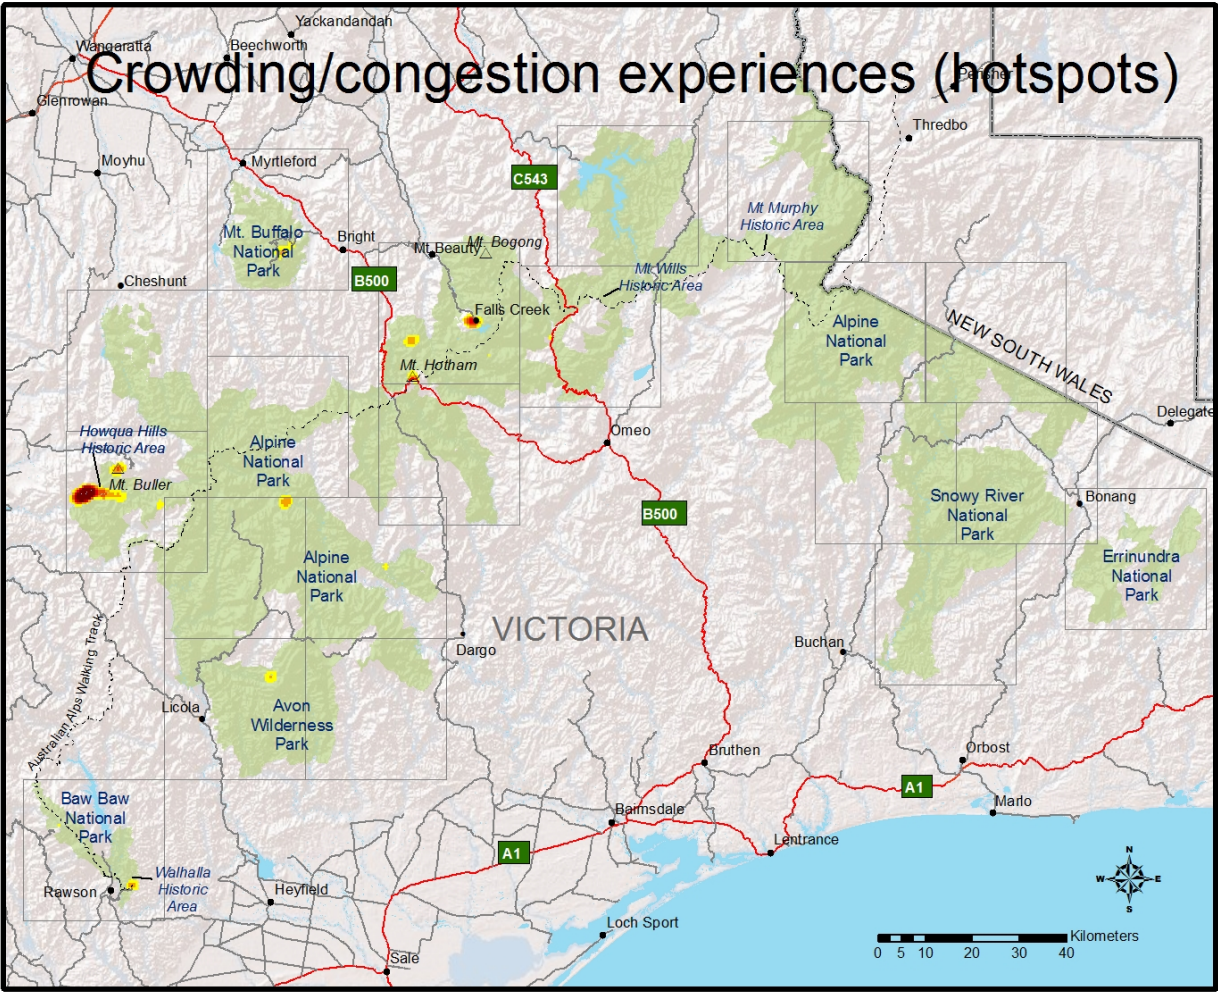 Yackandandah
Wangaratta
Beechworth
Crowding/congestion experiences (hotspots)
Glenrowan
Thredbo
Moyhu
Myrtleford
C543
Mt Murphy
Historic Area
Mt. Buffalo
National
Park
Bright
Mt. Beauty
Mt. Bogong
Cheshunt
B500
Mt Wills
Historic Area
Falls Creek
Alpine
National
Park
NEW SOUTH WALES
Mt. Hotham
Delegate
Howqua Hills
Historic Area
Omeo
Alpine
National
Park
Mt. Buller
Snowy River
National
Park
Bonang
B500
Alpine
National
Park
Errinundra
National
Park
VICTORIA
Dargo
Buchan
Australian Alps Walking Track
Licola
Avon
Wilderness
Park
Bruthen
Orbost
A1
Baw Baw
National
Park
Bairnsdale
Marlo
Lentrance
A1
N
W E
S
Walhalla
Historic
Area
Rawson
Heyfield
Loch Sport
Kilometers
0 5 10 20 30 40
Sale